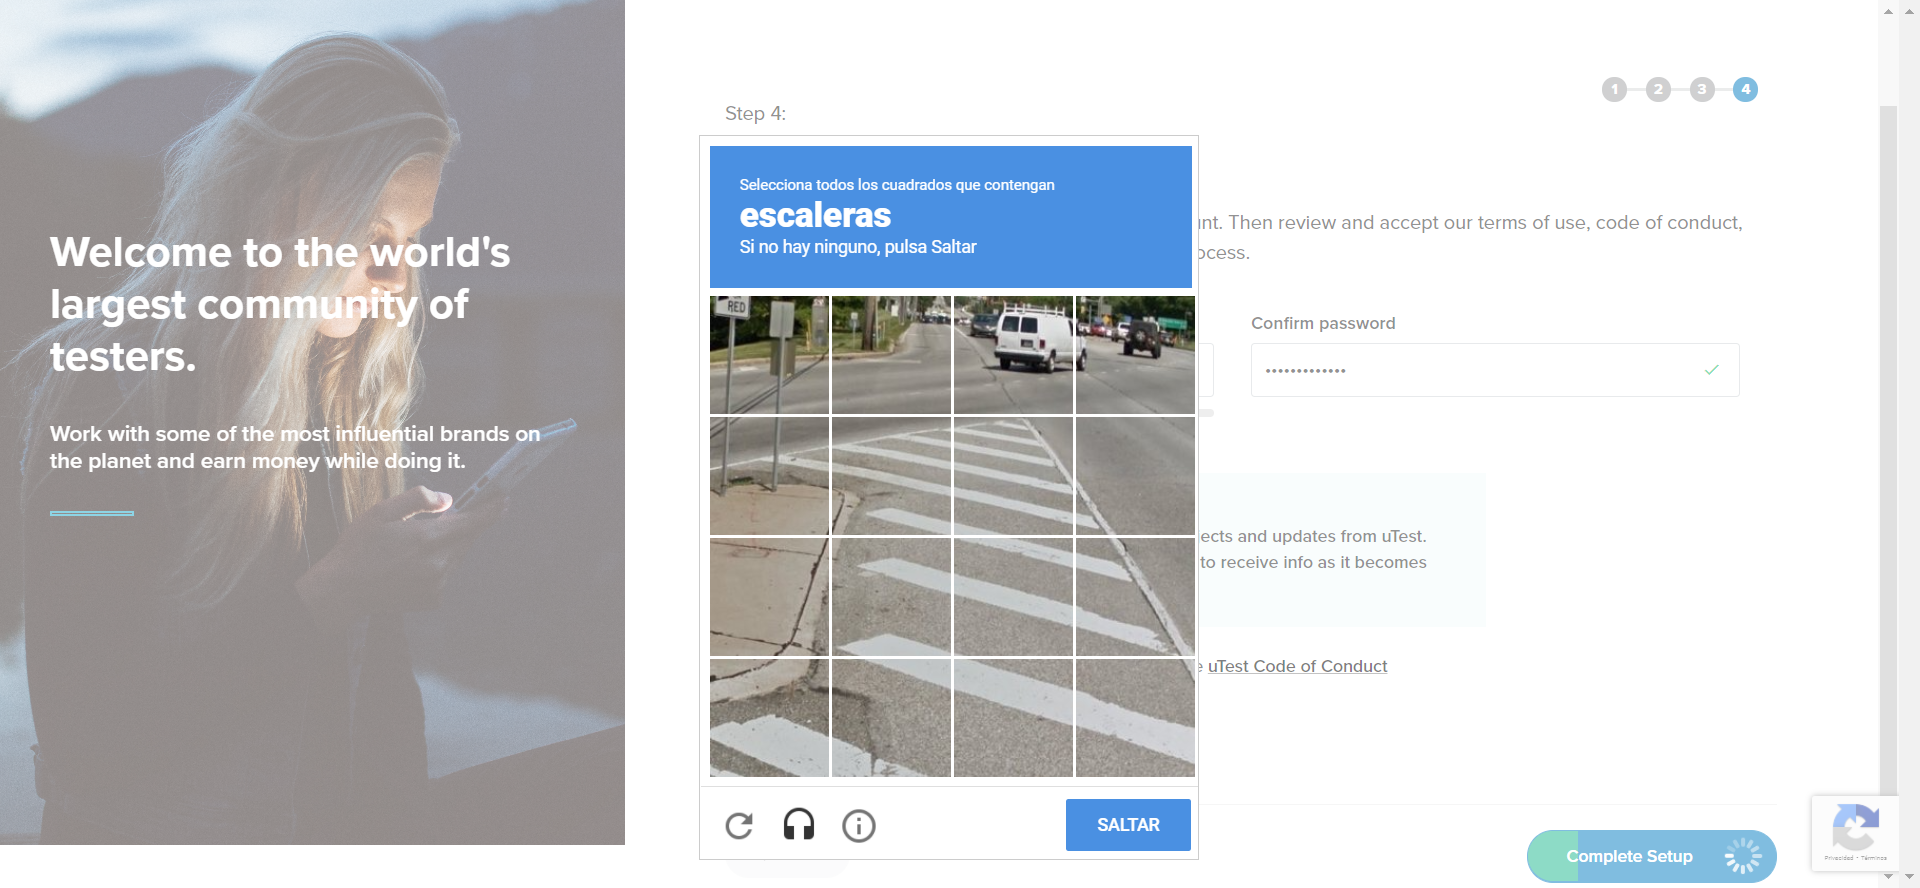 Welcome to the world's
largest community of
testers.
Work with some of the most influential brands on
the planet and earn money while doing it.
1 2 3 4
Step 4:
Selecciona todos los cuadrados que contengan
escaleras
Si no hay ninguno, pulsa Saltar
RED
SALTAR
nt. Then review and accept our terms of use, code of conduct,
ocess.
Confirm password
•••••••••••••
ects and updates from uTest.
to receive info as it becomes
e uTest Code of Conduct
Complete Setup
Privacidad • Términos